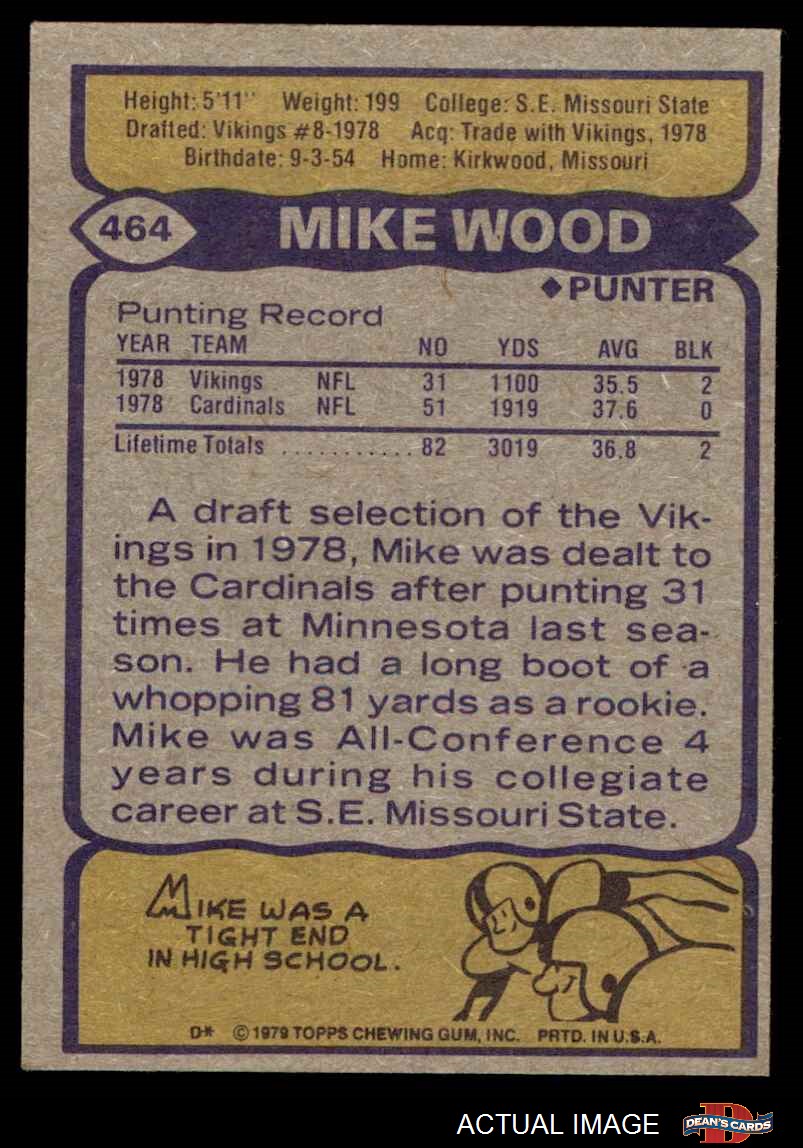 Height: 5'11" Weight: 199 College: S.E. Missouri State
Drafted: Vikings #8-1978 Acq: Trade with Vikings, 1978
Birthdate: 9-3-54 Home: Kirkwood, Missouri
464 MIKE WOOD
◆PUNTER
Punting Record
YEAR TEAM NO YDS AVG BLK
1978 Vikings NFL 31 1100 35.5 2
1978 Cardinals NFL 51 1919 37.6 0
Lifetime Totals ........... 82 3019 36.8 2
A draft selection of the Vik-
ings in 1978, Mike was dealt to
the Cardinals after punting 31
times at Minnesota last sea-
son. He had a long boot of a
whopping 81 yards as a rookie.
Mike was All-Conference 4
years during his collegiate
career at S.E. Missouri State.
MIKE WAS A
TIGHT END
IN HIGH SCHOOL.
D* © 1979 TOPPS CHEWING GUM, INC. PRTD. IN U.S.A.
ACTUAL IMAGE
D
DEAN'S CARDS